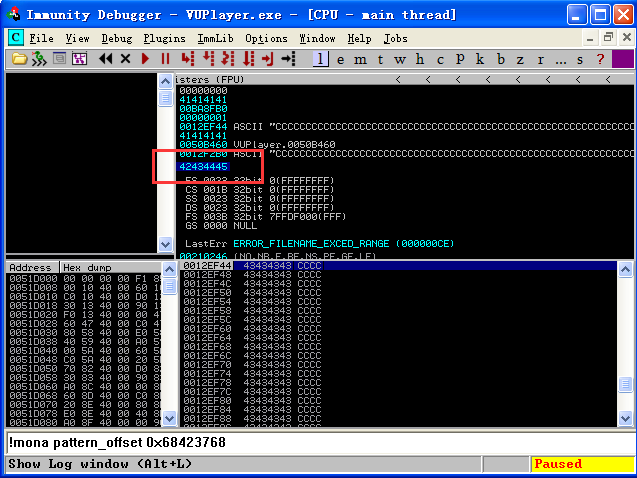 Immunity Debugger - VUPlayer.exe - [CPU - main thread]
C File View Debug Plugins ImmLib Options Window Help Jobs
l e m t w h c p k b z r ... s ?
isters (FPU) < < < < < <
00000000
41414141
00BA8FB0
00000001
0012EF44 ASCII "CCCCCCCCCCCCCCCCCCCCCCCCCCCCCCCCCCCCCCCCCCCCCCCCCCCCC
41414141
0050B460 VUPlayer.0050B460
0012F2B0 ASCII "CCCCCCCCCCCCCCCCCCCCCCCCCCCCCCCCCCCCCCCCCCCCCCCCCCCCC
42434445
ES 0023 32bit 0(FFFFFFFF)
CS 001B 32bit 0(FFFFFFFF)
SS 0023 32bit 0(FFFFFFFF)
DS 0023 32bit 0(FFFFFFFF)
FS 003B 32bit 7FFDF000(FFF)
GS 0000 NULL
LastErr ERROR_FILENAME_EXCED_RANGE (000000CE)
00210246 (NO,NB,E,BE,NS,PE,GE,LE)
Address Hex dump
0051D000 00 00 00 00 F1 8
0051D008 00 10 40 00 60 1
0051D010 C0 10 40 00 D0 1
0051D018 30 13 40 00 90 1
0051D020 F0 13 40 00 00 4
0051D028 60 47 40 00 C0 4
0051D030 80 58 40 00 E0 5
0051D038 40 59 40 00 A0 5
0051D040 00 5A 40 00 60 5
0051D048 C0 5A 40 00 20 5
0051D050 70 82 40 00 D0 8
0051D058 30 83 40 00 90 8
0051D060 A0 8C 40 00 00 8
0051D068 60 8D 40 00 C0 8
0051D070 20 8E 40 00 80 8
0051D078 E0 8E 40 00 40 8
0051D080 A0 8F 40 00 00 9
0012EF44 43434343 CCCC
0012EF48 43434343 CCCC
0012EF4C 43434343 CCCC
0012EF50 43434343 CCCC
0012EF54 43434343 CCCC
0012EF58 43434343 CCCC
0012EF5C 43434343 CCCC
0012EF60 43434343 CCCC
0012EF64 43434343 CCCC
0012EF68 43434343 CCCC
0012EF6C 43434343 CCCC
0012EF70 43434343 CCCC
0012EF74 43434343 CCCC
0012EF78 43434343 CCCC
0012EF7C 43434343 CCCC
0012EF80 43434343 CCCC
0012EF84 43434343 CCCC
0012EF88 43434343 CCCC
!mona pattern_offset 0x68423768
Show Log window (Alt+L) Paused